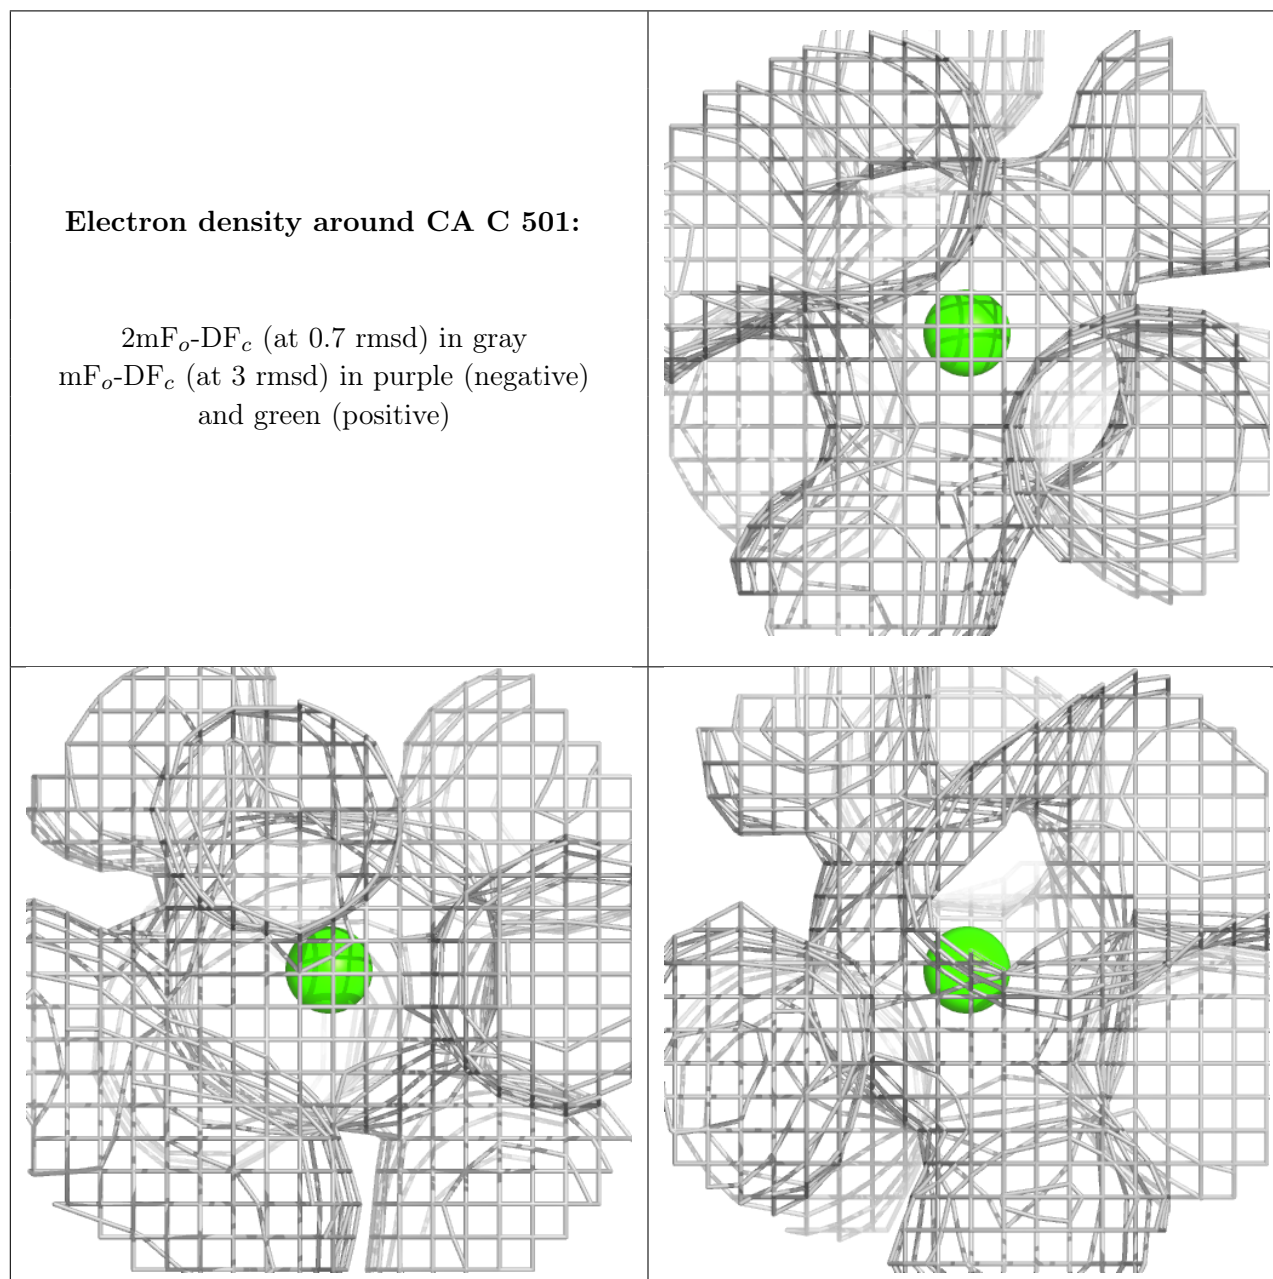 Electron density around CA C 501:
2mFₒ-DF𝒸 (at 0.7 rmsd) in gray
mFₒ-DF𝒸 (at 3 rmsd) in purple (negative)
and green (positive)